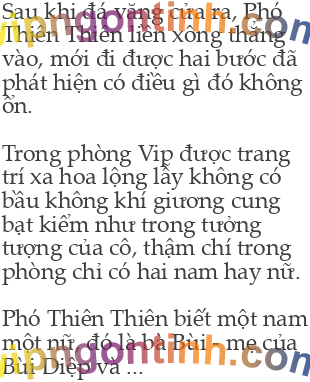 Sau khi đá văng cửa ra, Phó
Thiên Thiên liền xông thẳng
vào, mới đi được hai bước đã
phát hiện có điều gì đó không
ổn.
Trong phòng Vip được trang
trí xa hoa lộng lẫy không có
bầu không khí giương cung
bạt kiếm như trong tưởng
tượng của cô, thậm chí trong
phòng chỉ có hai nam hay nữ.
Phó Thiên Thiên biết một nam
một nữ, đó là bà Bùi - mẹ của
Bùi Diệp và ...
vipngontinh.com
vipngontinh.com